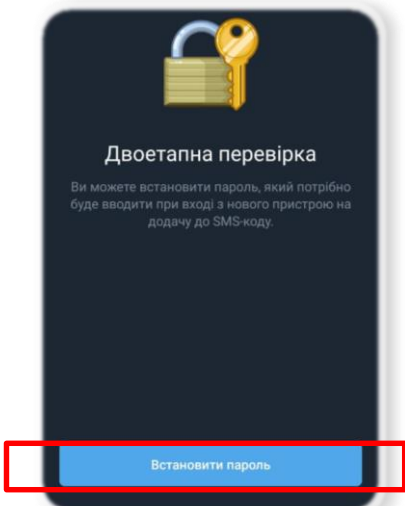 Двоетапна перевірка
Ви можете встановити пароль, який потрібно
буде вводити при вході з нового пристрою на
додачу до SMS-коду.
Встановити пароль